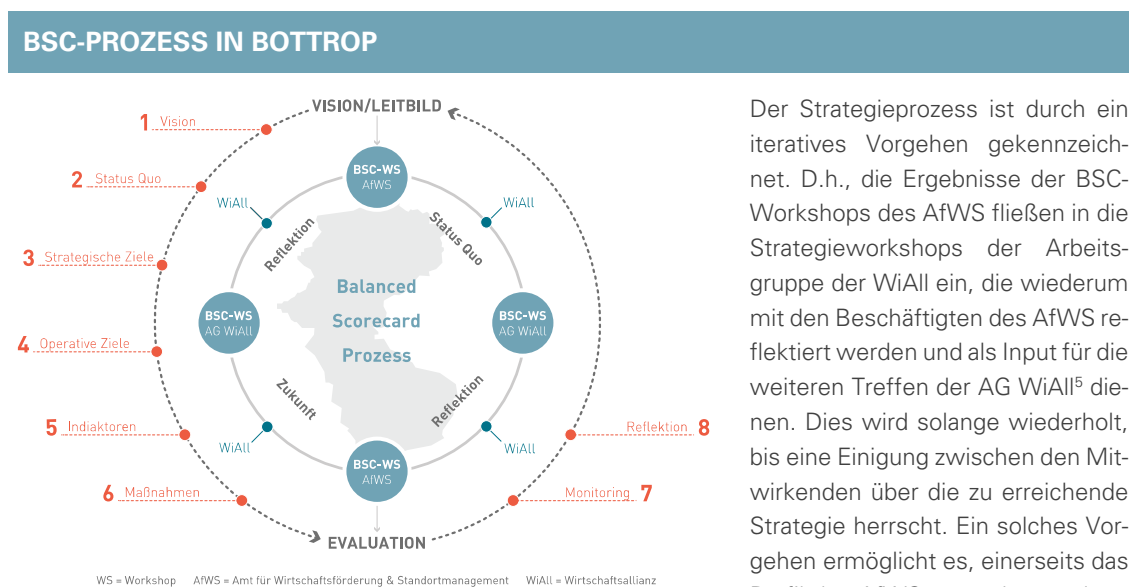 BSC-PROZESS IN BOTTROP
VISION/LEITBILD
1 Vision
2 Status Quo
3 Strategische Ziele
4 Operative Ziele
5 Indiaktoren
6 Maßnahmen
BSC-WS
AfWS
WiAll
WiAll
Reflektion
Status Quo
Balanced
Scorecard
Prozess
BSC-WS
AG WiAll
BSC-WS
AG WiAll
Zukunft
Reflektion
WiAll
WiAll
BSC-WS
AfWS
Reflektion 8
Monitoring 7
EVALUATION
WS = Workshop AfWS = Amt für Wirtschaftsförderung & Standortmanagement WiAll = Wirtschaftsallianz
Der Strategieprozess ist durch ein
iteratives Vorgehen gekennzeich-
net. D.h., die Ergebnisse der BSC-
Workshops des AfWS fließen in die
Strategieworkshops der Arbeits-
gruppe der WiAll ein, die wiederum
mit den Beschäftigten des AfWS re-
flektiert werden und als Input für die
weiteren Treffen der AG WiAll⁵ die-
nen. Dies wird solange wiederholt,
bis eine Einigung zwischen den Mit-
wirkenden über die zu erreichende
Strategie herrscht. Ein solches Vor-
gehen ermöglicht es, einerseits das